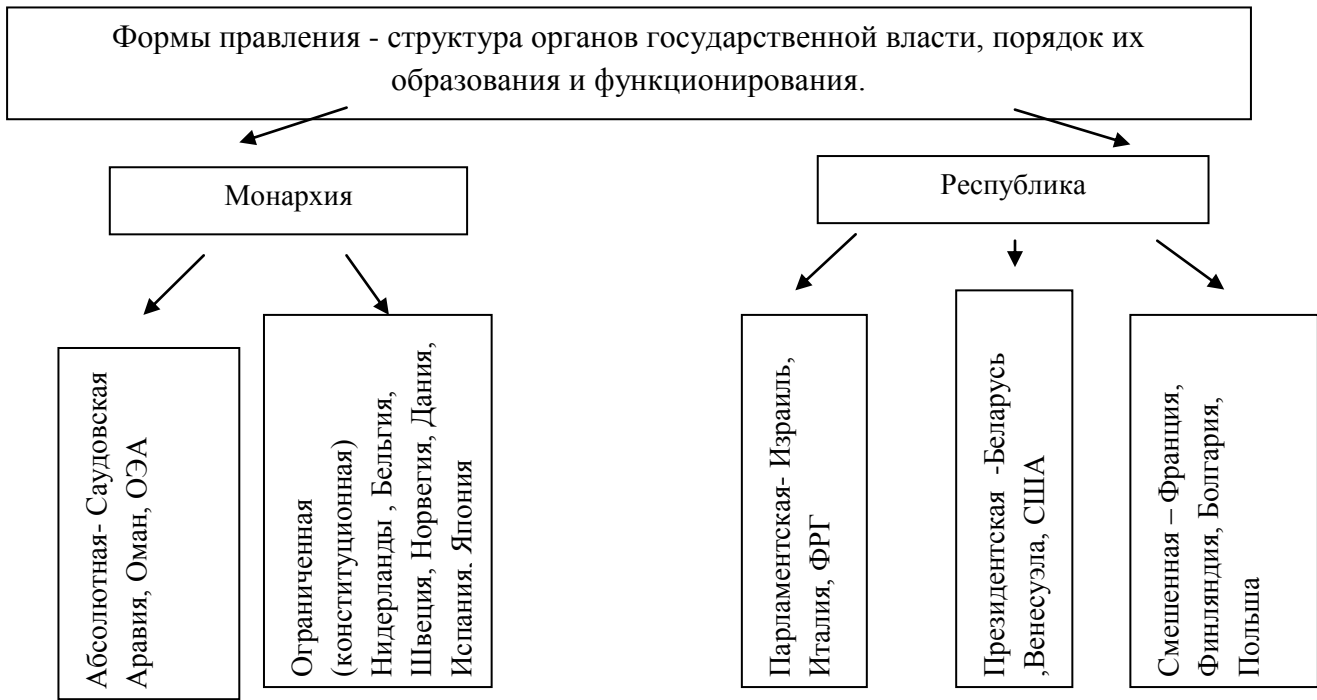 Формы правления - структура органов государственной власти, порядок их
образования и функционирования.
Монархия
Республика
Абсолютная- Саудовская
Аравия, Оман, ОЭА
Ограниченная
(конституционная)
Нидерланды , Бельгия,
Швеция, Норвегия, Дания,
Испания. Япония
Парламентская- Израиль,
Италия, ФРГ
Президентская -Беларусь
,Венесуэла, США
Смешенная – Франция,
Финляндия, Болгария,
Польша